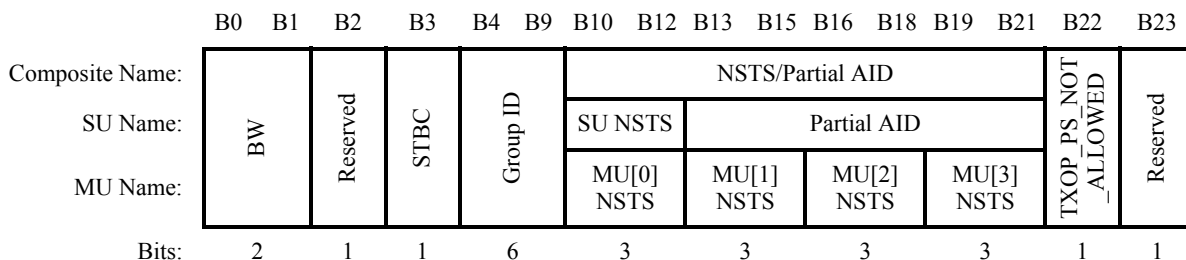 B0 B1 B2 B3 B4 B9 B10 B12 B13 B15 B16 B18 B19 B21 B22 B23
Composite Name:
SU Name:
MU Name:
BW
Reserved
STBC
Group ID
NSTS/Partial AID
SU NSTS
Partial AID
MU[0]
NSTS
MU[1]
NSTS
MU[2]
NSTS
MU[3]
NSTS
TXOP_PS_NOT
_ALLOWED
Reserved
Bits: 2 1 1 6 3 3 3 3 1 1